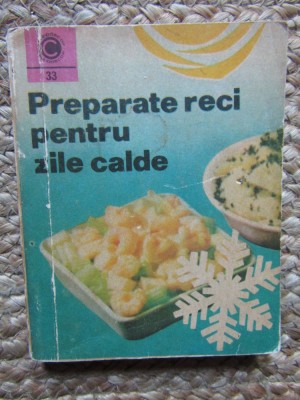 C
33
Preparate reci
pentru
zile calde